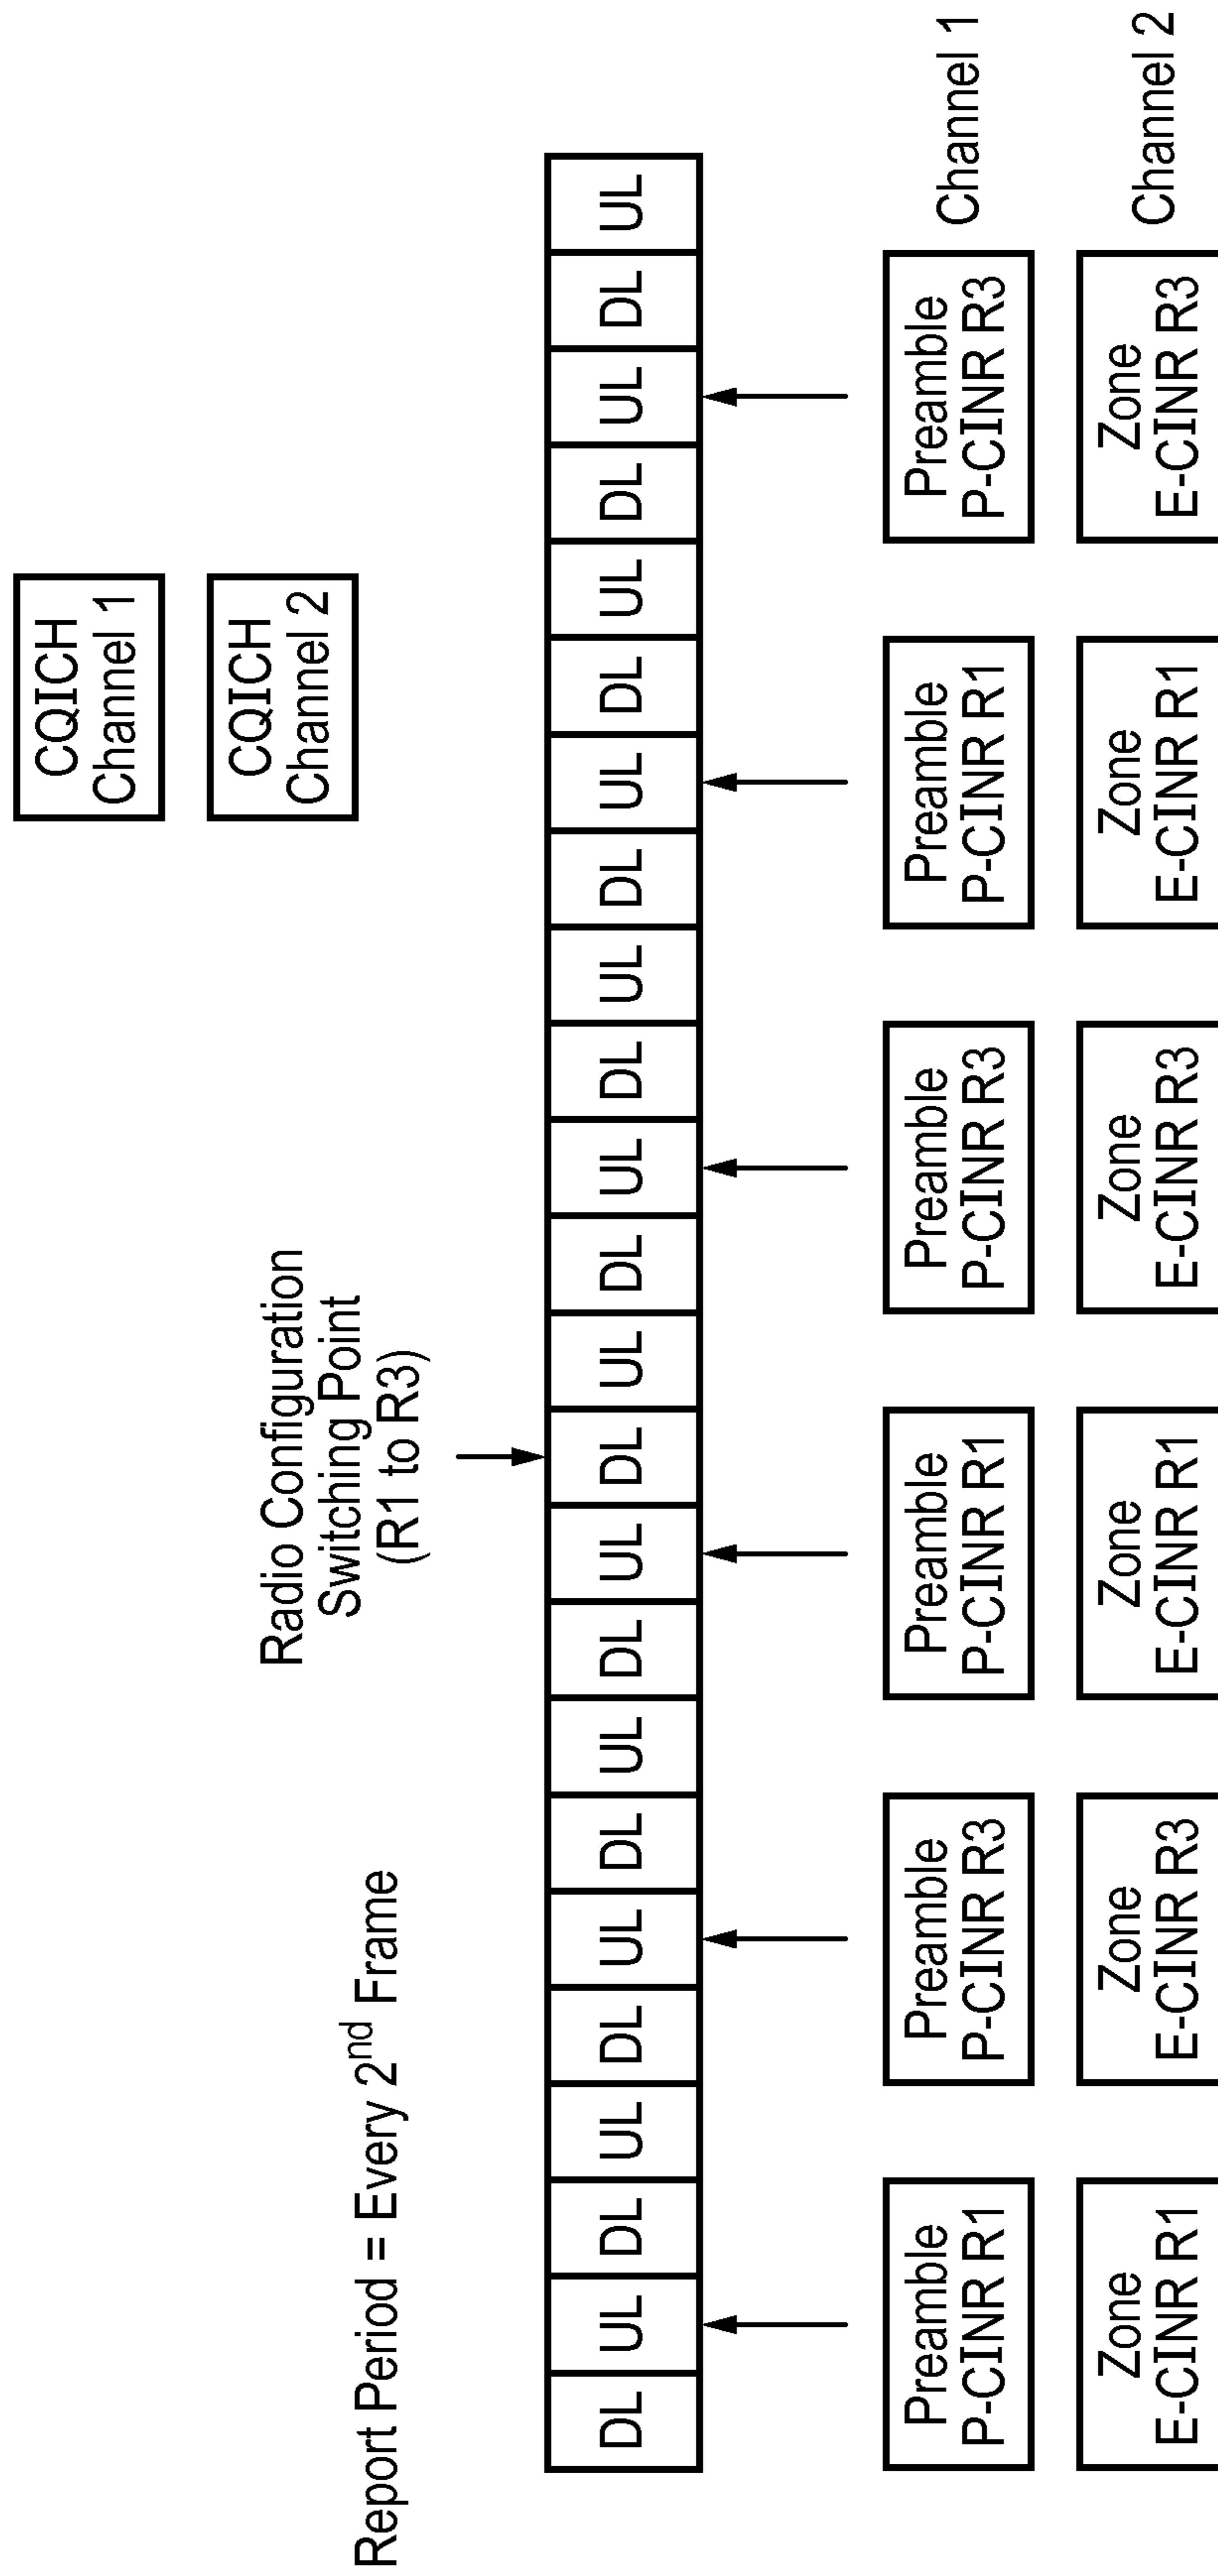 CQICH
Channel 1
CQICH
Channel 2
Report Period = Every 2nd Frame
Radio Configuration
Switching Point
(R1 to R3)
DL UL DL UL DL UL DL UL DL UL DL UL DL UL DL UL DL UL DL UL DL UL DL UL
Preamble
P-CINR R1
Preamble
P-CINR R3
Preamble
P-CINR R1
Preamble
P-CINR R3
Preamble
P-CINR R1
Preamble
P-CINR R3
Channel 1
Zone
E-CINR R1
Zone
E-CINR R3
Zone
E-CINR R1
Zone
E-CINR R3
Zone
E-CINR R1
Zone
E-CINR R3
Channel 2